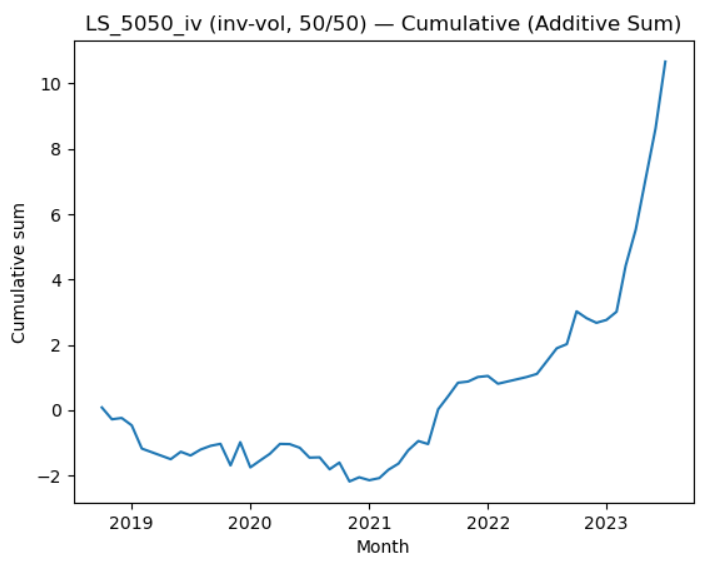 LS_5050_iv (inv-vol, 50/50) — Cumulative (Additive Sum)
10
8
6
4
2
0
−2
Cumulative sum
2019 2020 2021 2022 2023
Month